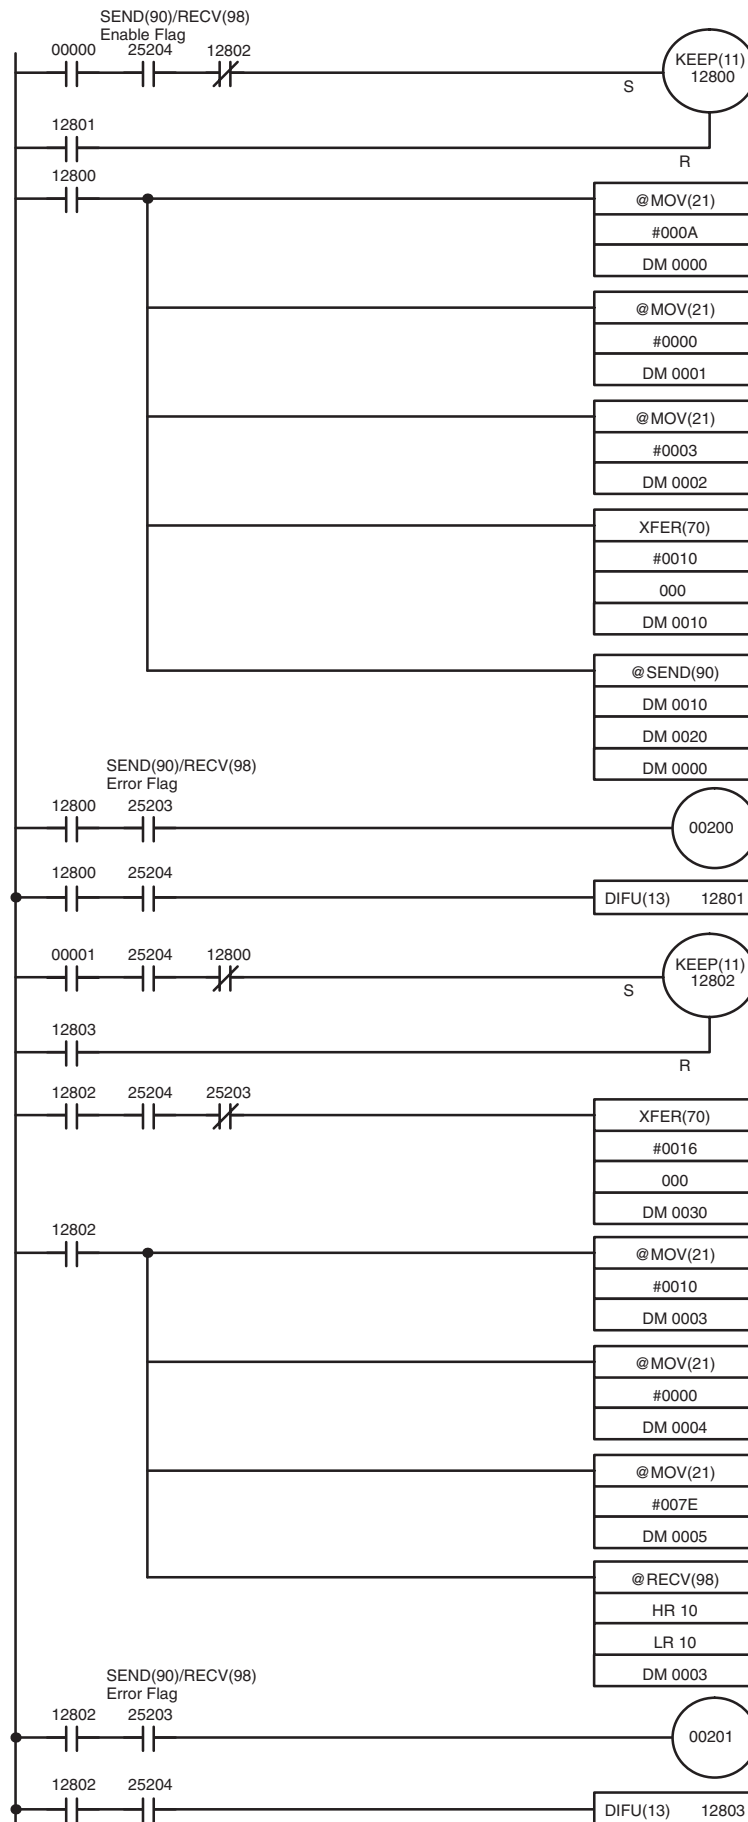 SEND(90)/RECV(98)
Enable Flag
00000 25204 12802
KEEP(11)
12800
S
12801
R
12800
@MOV(21)
#000A
DM 0000
@MOV(21)
#0000
DM 0001
@MOV(21)
#0003
DM 0002
XFER(70)
#0010
000
DM 0010
@SEND(90)
DM 0010
DM 0020
DM 0000
SEND(90)/RECV(98)
Error Flag
12800 25203
00200
12800 25204
DIFU(13) 12801
00001 25204 12800
KEEP(11)
12802
S
12803
R
12802 25204 25203
XFER(70)
#0016
000
DM 0030
12802
@MOV(21)
#0010
DM 0003
@MOV(21)
#0000
DM 0004
@MOV(21)
#007E
DM 0005
@RECV(98)
HR 10
LR 10
DM 0003
SEND(90)/RECV(98)
Error Flag
12802 25203
00201
12802 25204
DIFU(13) 12803